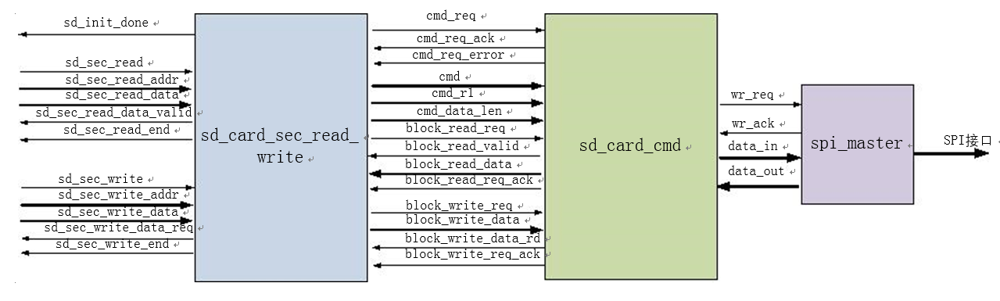 sd_init_done
sd_sec_read
sd_sec_read_addr
sd_sec_read_data
sd_sec_read_data_valid
sd_sec_read_end
sd_sec_write
sd_sec_write_addr
sd_sec_write_data
sd_sec_write_data_req
sd_sec_write_end
sd_card_sec_read_
write
cmd_req
cmd_req_ack
cmd_req_error
cmd
cmd_rl
cmd_data_len
block_read_req
block_read_valid
block_read_data
block_read_req_ack
block_write_req
block_write_data
block_write_data_rd
block_write_req_ack
sd_card_cmd
wr_req
wr_ack
data_in
data_out
spi_master
SPI接口